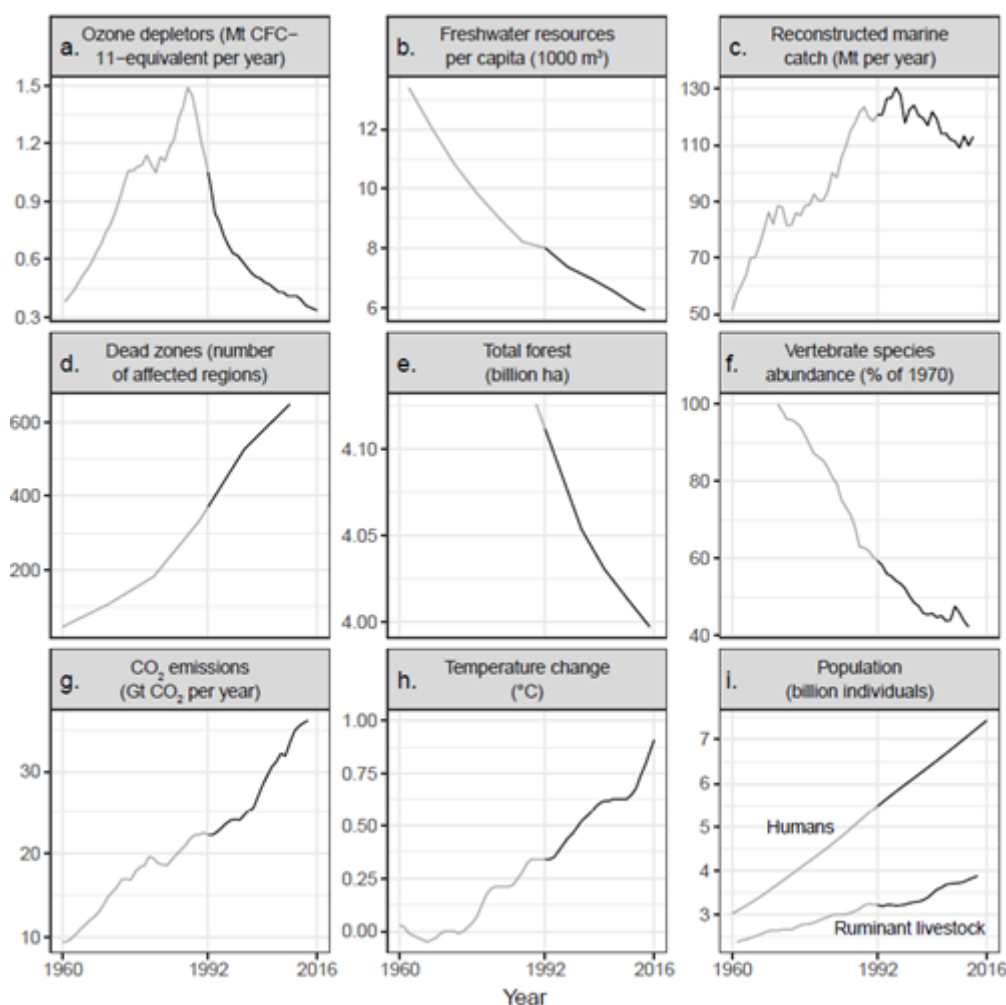 a. Ozone depletors (Mt CFC−
11−equivalent per year)
b. Freshwater resources
per capita (1000 m³)
c. Reconstructed marine
catch (Mt per year)
1.5
1.2
0.9
0.6
0.3
12
10
8
6
130
110
90
70
50
d. Dead zones (number
of affected regions)
e. Total forest
(billion ha)
f. Vertebrate species
abundance (% of 1970)
600
400
200
4.10
4.05
4.00
100
80
60
40
g. CO₂ emissions
(Gt CO₂ per year)
h. Temperature change
(°C)
i. Population
(billion individuals)
30
20
10
1.00
0.75
0.50
0.25
0.00
7
6
5
4
3
Humans
Ruminant livestock
1960 1992 2016
1960 1992 2016
1960 1992 2016
Year